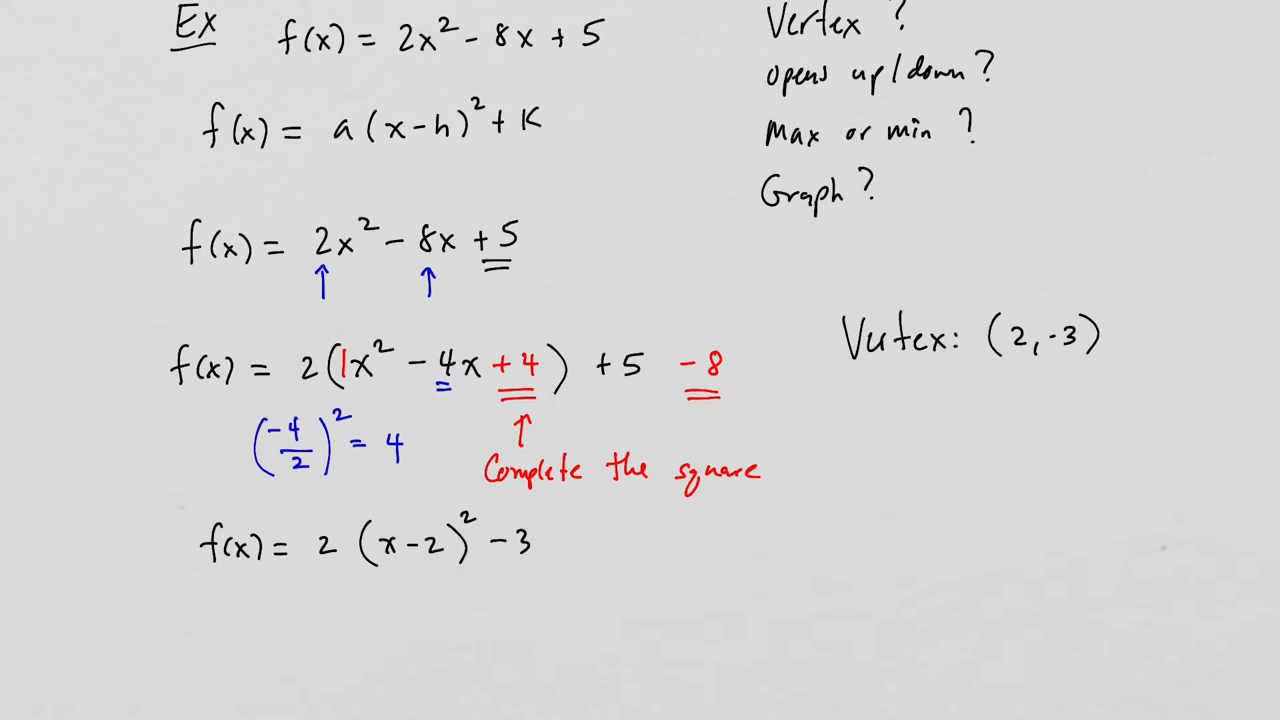 Ex f(x) = 2x² - 8x + 5
f(x) = a(x-h)² + K
f(x) = 2x² - 8x + 5
f(x) = 2(1x² - 4x + 4) + 5 - 8
(-4/2)² = 4
Complete the square
f(x) = 2 (x-2)² - 3
Vertex ?
opens up/down ?
Max or min ?
Graph ?
Vertex: (2,-3)